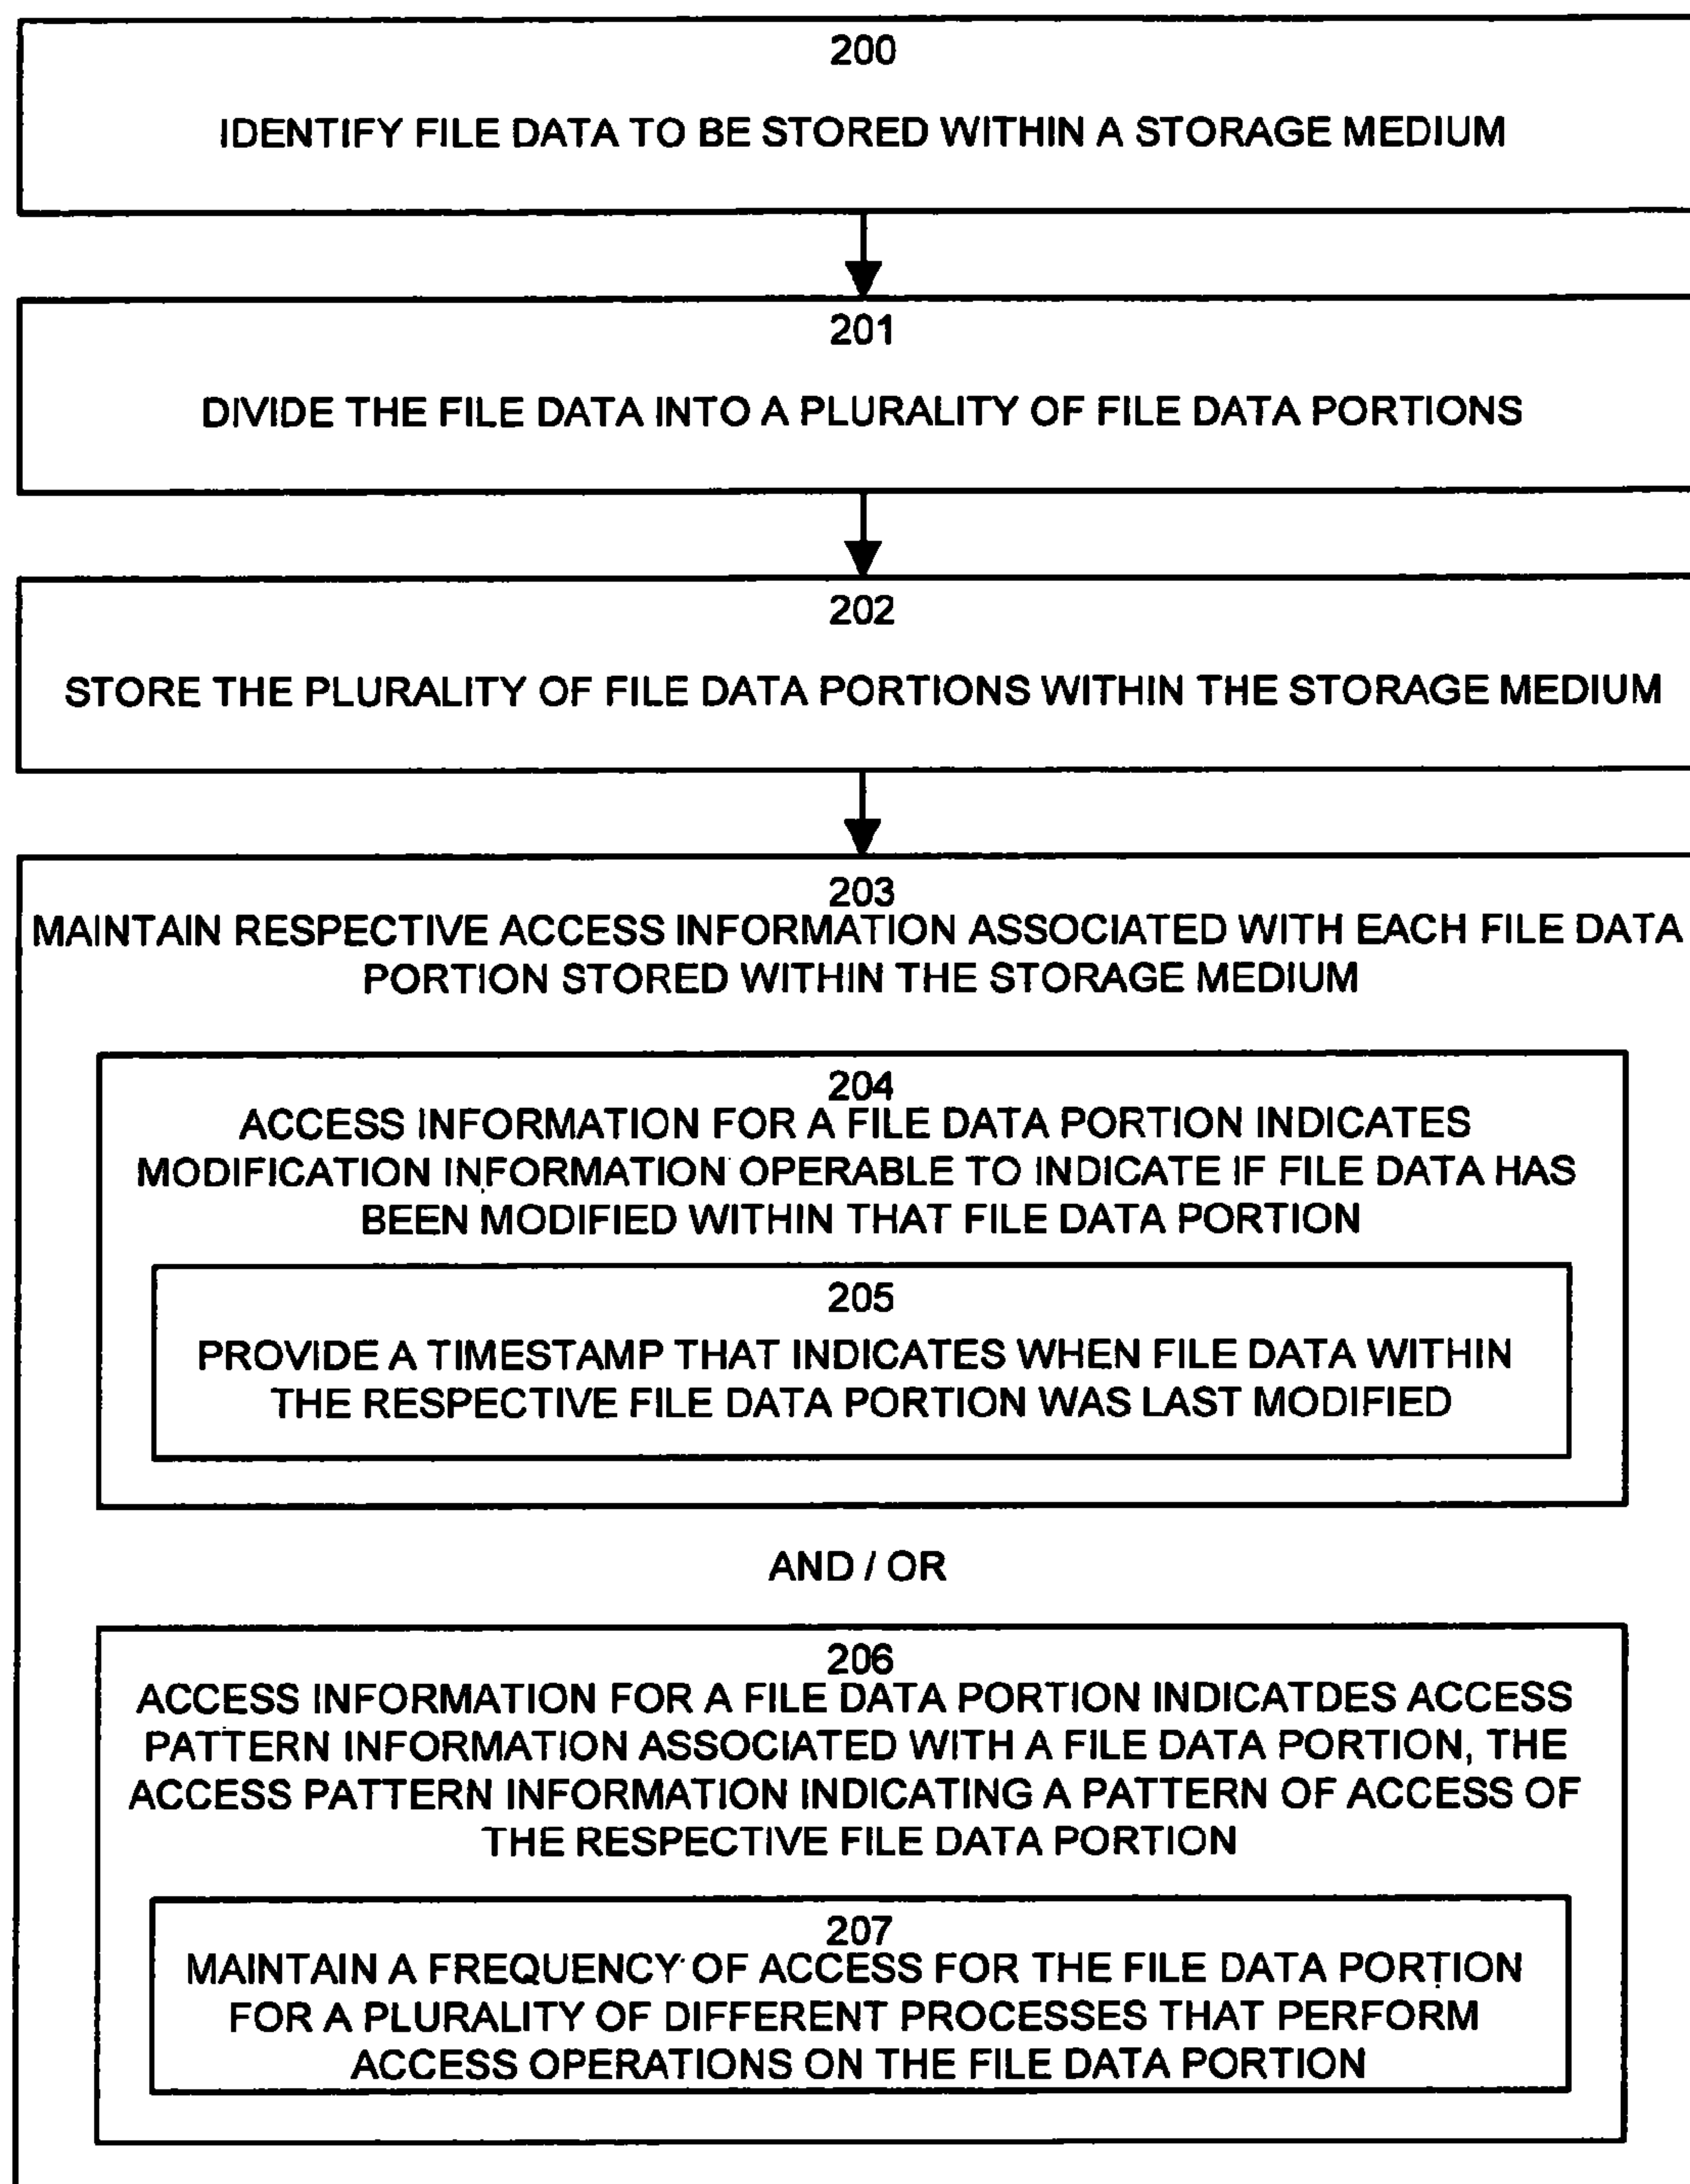 200
IDENTIFY FILE DATA TO BE STORED WITHIN A STORAGE MEDIUM
201
DIVIDE THE FILE DATA INTO A PLURALITY OF FILE DATA PORTIONS
202
STORE THE PLURALITY OF FILE DATA PORTIONS WITHIN THE STORAGE MEDIUM
203
MAINTAIN RESPECTIVE ACCESS INFORMATION ASSOCIATED WITH EACH FILE DATA
PORTION STORED WITHIN THE STORAGE MEDIUM
204
ACCESS INFORMATION FOR A FILE DATA PORTION INDICATES
MODIFICATION INFORMATION OPERABLE TO INDICATE IF FILE DATA HAS
BEEN MODIFIED WITHIN THAT FILE DATA PORTION
205
PROVIDE A TIMESTAMP THAT INDICATES WHEN FILE DATA WITHIN
THE RESPECTIVE FILE DATA PORTION WAS LAST MODIFIED
AND / OR
206
ACCESS INFORMATION FOR A FILE DATA PORTION INDICATDES ACCESS
PATTERN INFORMATION ASSOCIATED WITH A FILE DATA PORTION, THE
ACCESS PATTERN INFORMATION INDICATING A PATTERN OF ACCESS OF
THE RESPECTIVE FILE DATA PORTION
207
MAINTAIN A FREQUENCY OF ACCESS FOR THE FILE DATA PORTION
FOR A PLURALITY OF DIFFERENT PROCESSES THAT PERFORM
ACCESS OPERATIONS ON THE FILE DATA PORTION